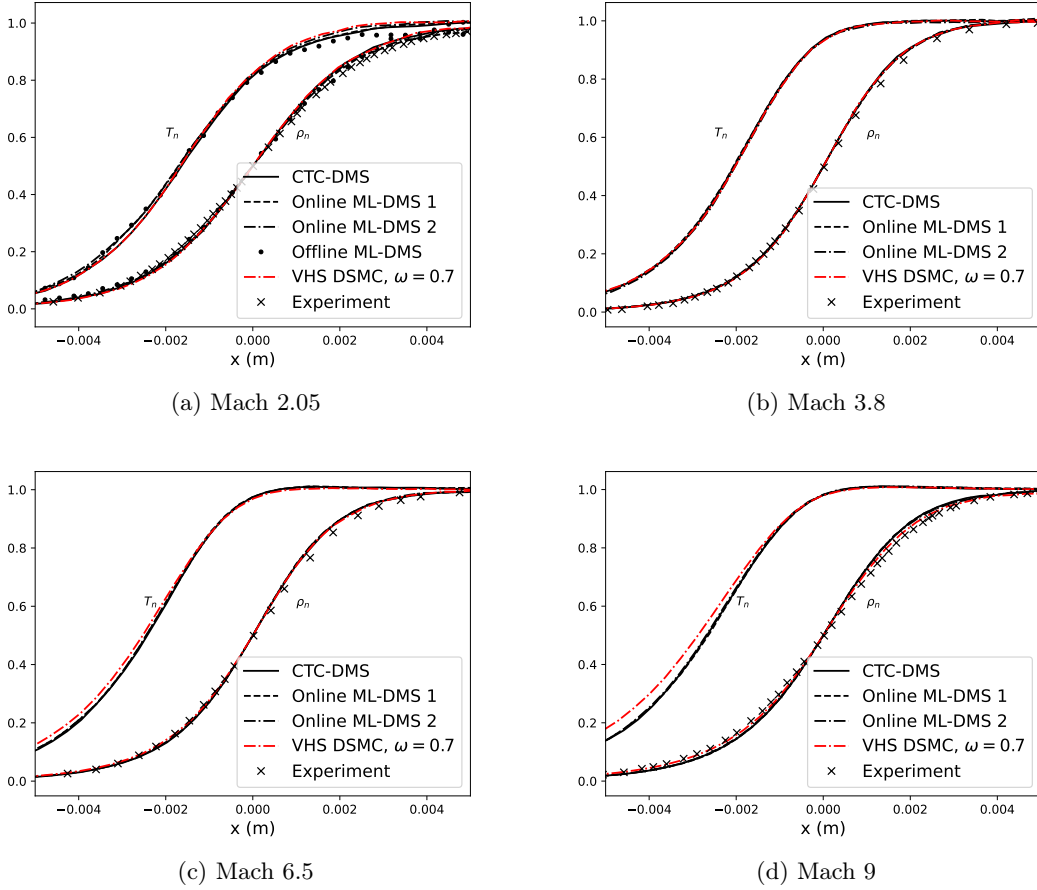 1.0
0.8
0.6
0.4
0.2
0.0
Tₙ
ρₙ
CTC-DMS
Online ML-DMS 1
Online ML-DMS 2
Offline ML-DMS
VHS DSMC, ω = 0.7
Experiment
−0.004 −0.002 0.000 0.002 0.004
x (m)
(a) Mach 2.05
1.0
0.8
0.6
0.4
0.2
0.0
Tₙ
ρₙ
CTC-DMS
Online ML-DMS 1
Online ML-DMS 2
VHS DSMC, ω = 0.7
Experiment
−0.004 −0.002 0.000 0.002 0.004
x (m)
(b) Mach 3.8
1.0
0.8
0.6
0.4
0.2
0.0
Tₙ
ρₙ
CTC-DMS
Online ML-DMS 1
Online ML-DMS 2
VHS DSMC, ω = 0.7
Experiment
−0.004 −0.002 0.000 0.002 0.004
x (m)
(c) Mach 6.5
1.0
0.8
0.6
0.4
0.2
0.0
Tₙ
ρₙ
CTC-DMS
Online ML-DMS 1
Online ML-DMS 2
VHS DSMC, ω = 0.7
Experiment
−0.004 −0.002 0.000 0.002 0.004
x (m)
(d) Mach 9